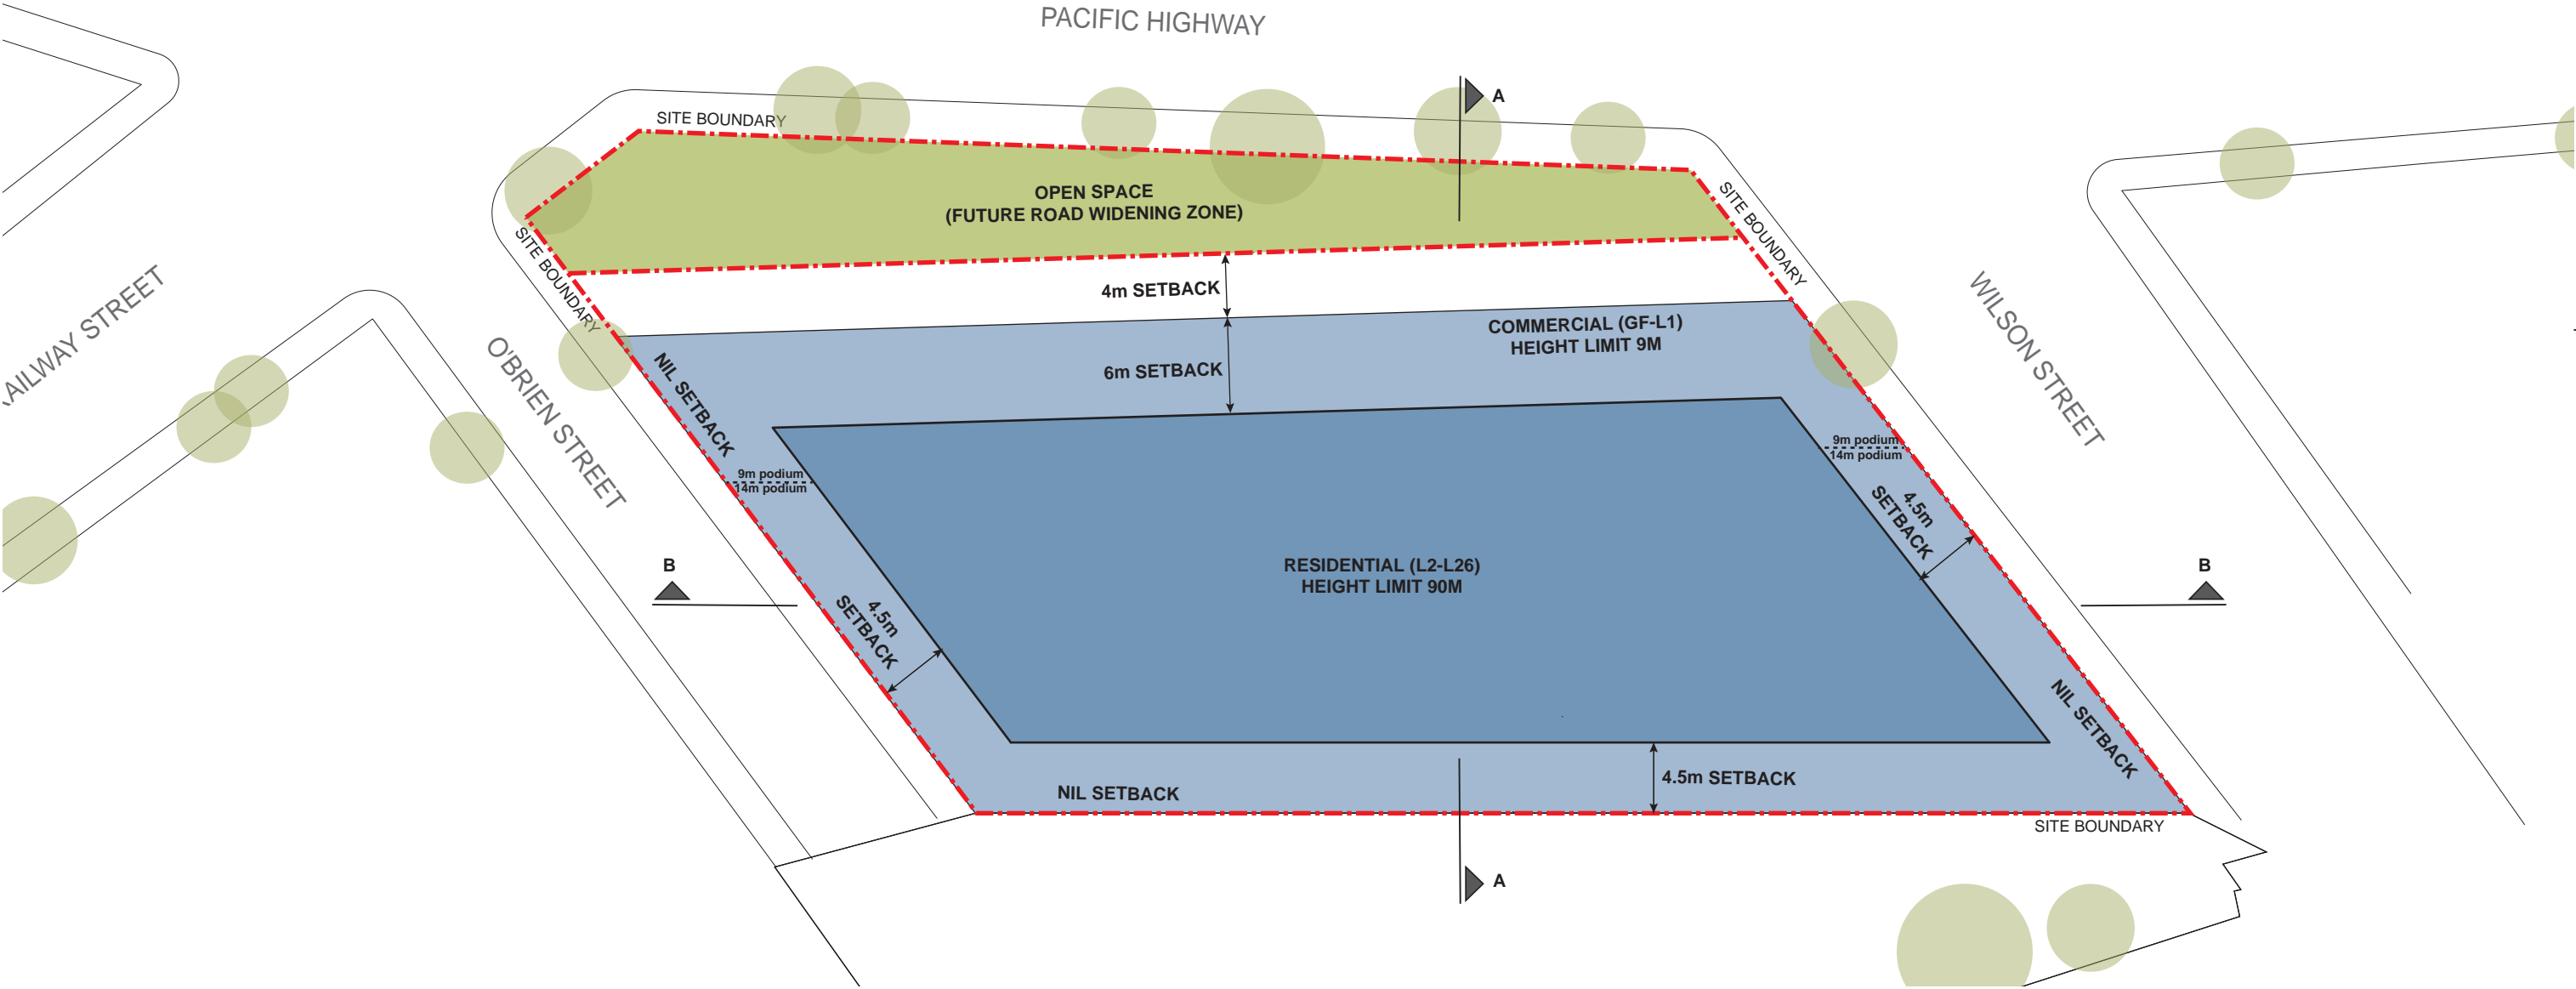 PACIFIC HIGHWAY
A
SITE BOUNDARY
OPEN SPACE
(FUTURE ROAD WIDENING ZONE)
SITE BOUNDARY
SITE BOUNDARY
4m SETBACK
COMMERCIAL (GF-L1)
HEIGHT LIMIT 9M
6m SETBACK
AILWAY STREET
O'BRIEN STREET
WILSON STREET
NIL SETBACK
9m podium
14m podium
9m podium
14m podium
4.5m
SETBACK
RESIDENTIAL (L2-L26)
HEIGHT LIMIT 90M
B
B
4.5m
SETBACK
NIL SETBACK
4.5m SETBACK
NIL SETBACK
SITE BOUNDARY
A